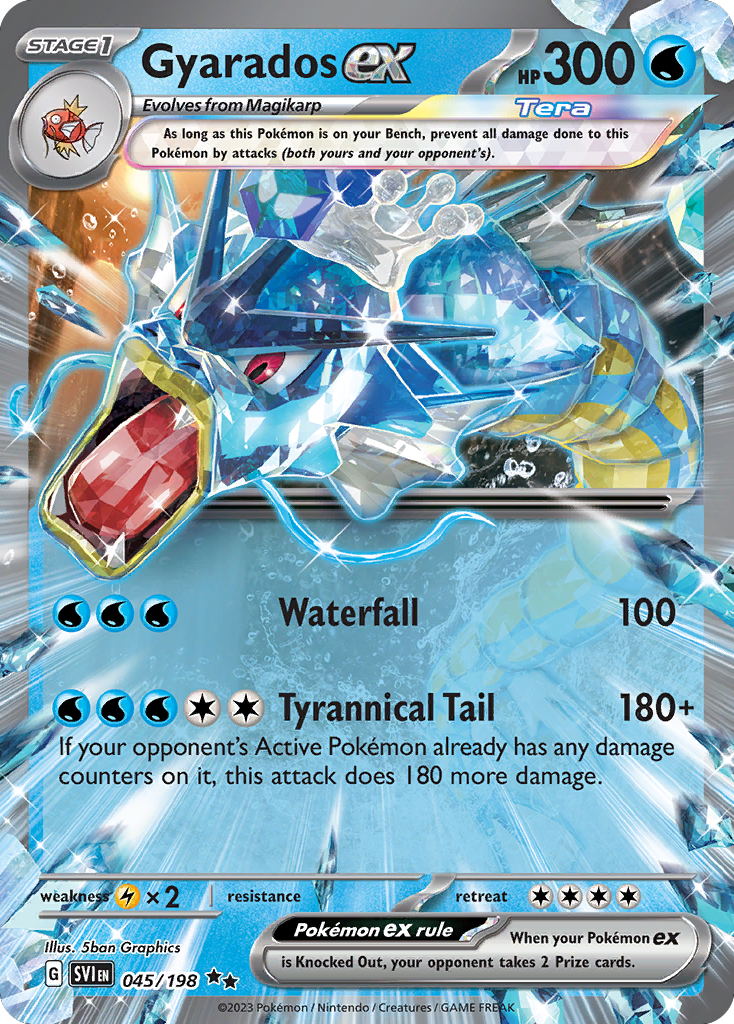 STAGE1
Gyarados ex
HP 300
Evolves from Magikarp
Tera
As long as this Pokémon is on your Bench, prevent all damage done to this
Pokémon by attacks (both yours and your opponent's).
Waterfall 100
Tyrannical Tail 180+
If your opponent's Active Pokémon already has any damage
counters on it, this attack does 180 more damage.
weakness ×2 resistance retreat
Pokémon ex rule
When your Pokémon ex
is Knocked Out, your opponent takes 2 Prize cards.
Illus. 5ban Graphics
G SVI EN 045/198 ★★
©2023 Pokémon / Nintendo / Creatures / GAME FREAK